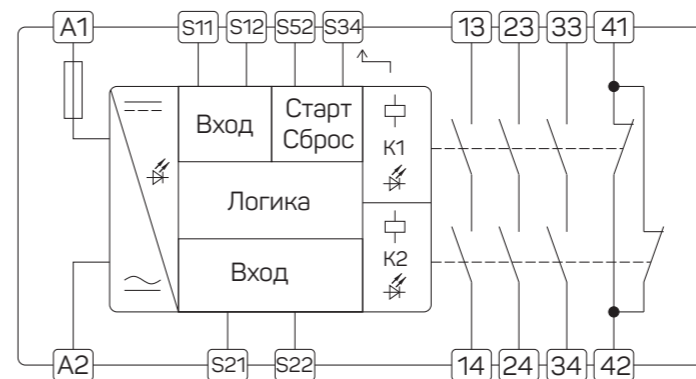 A1 S11 S12 S52 S34 13 23 33 41
Вход
Старт
Сброс
K1
Логика
Вход
K2
A2 S21 S22 14 24 34 42